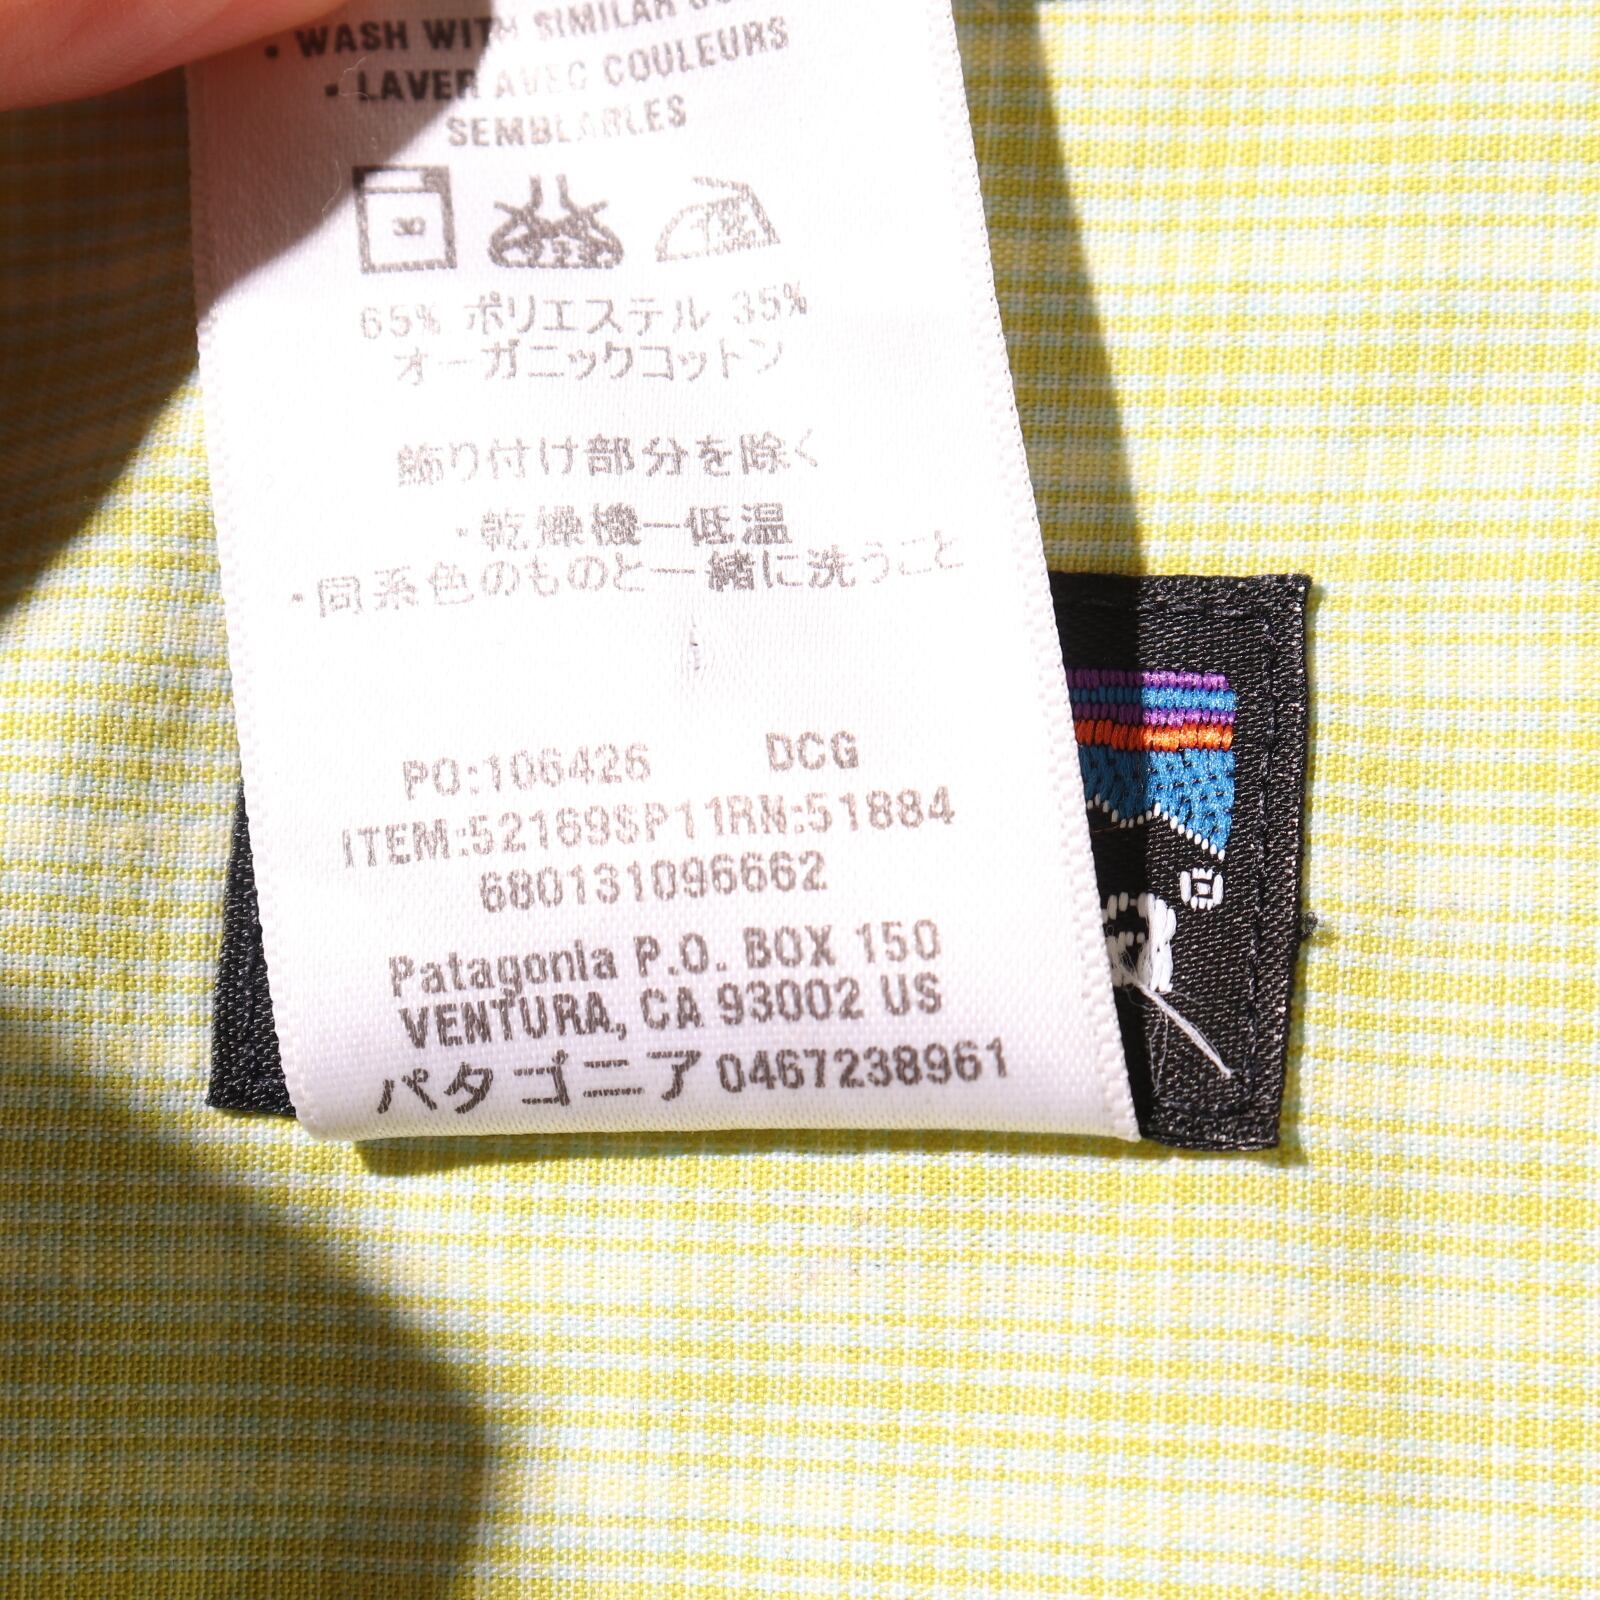 • WASH WITH SIMILAR
• LAVER AVEC COULEURS
SEMBLABLES
30
65% ポリエステル 35%
オーガニックコットン
飾り付け部分を除く
・乾燥機ー低温
・同系色のものと一緒に洗うこと
PO:106426 DCG
ITEM:52169SP11RN:51884
680131096662
Patagonia P.O. BOX 150
VENTURA, CA 93002 US
パタゴニア 0467238961